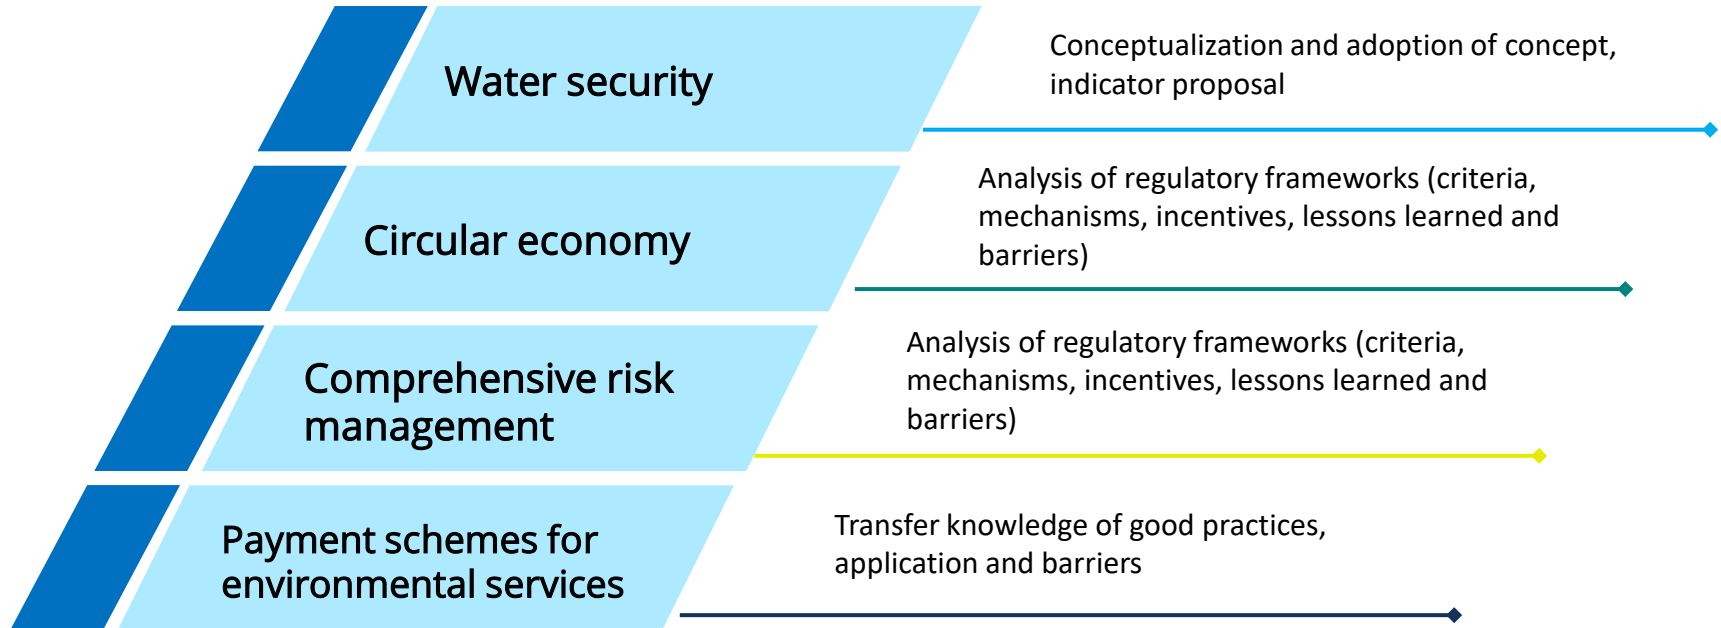 Water security
Conceptualization and adoption of concept,
indicator proposal
Circular economy
Analysis of regulatory frameworks (criteria,
mechanisms, incentives, lessons learned and
barriers)
Comprehensive risk
management
Analysis of regulatory frameworks (criteria,
mechanisms, incentives, lessons learned and
barriers)
Payment schemes for
environmental services
Transfer knowledge of good practices,
application and barriers